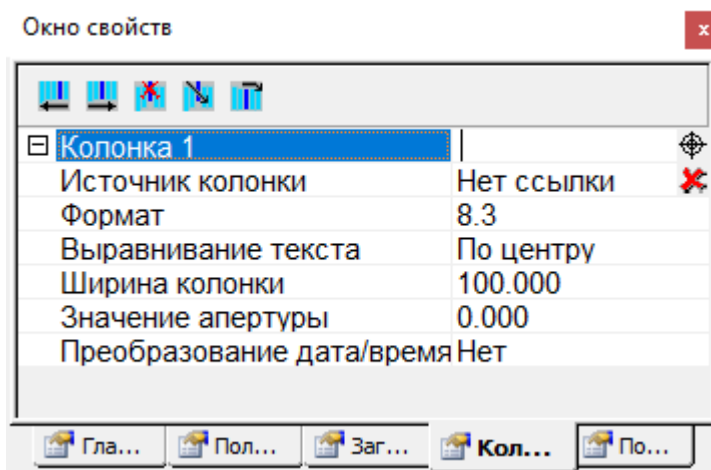 Окно свойств
Колонка 1
Источник колонки Нет ссылки
Формат 8.3
Выравнивание текста По центру
Ширина колонки 100.000
Значение апертуры 0.000
Преобразование дата/время Нет
Гла... Пол... Заг... Кол... По...